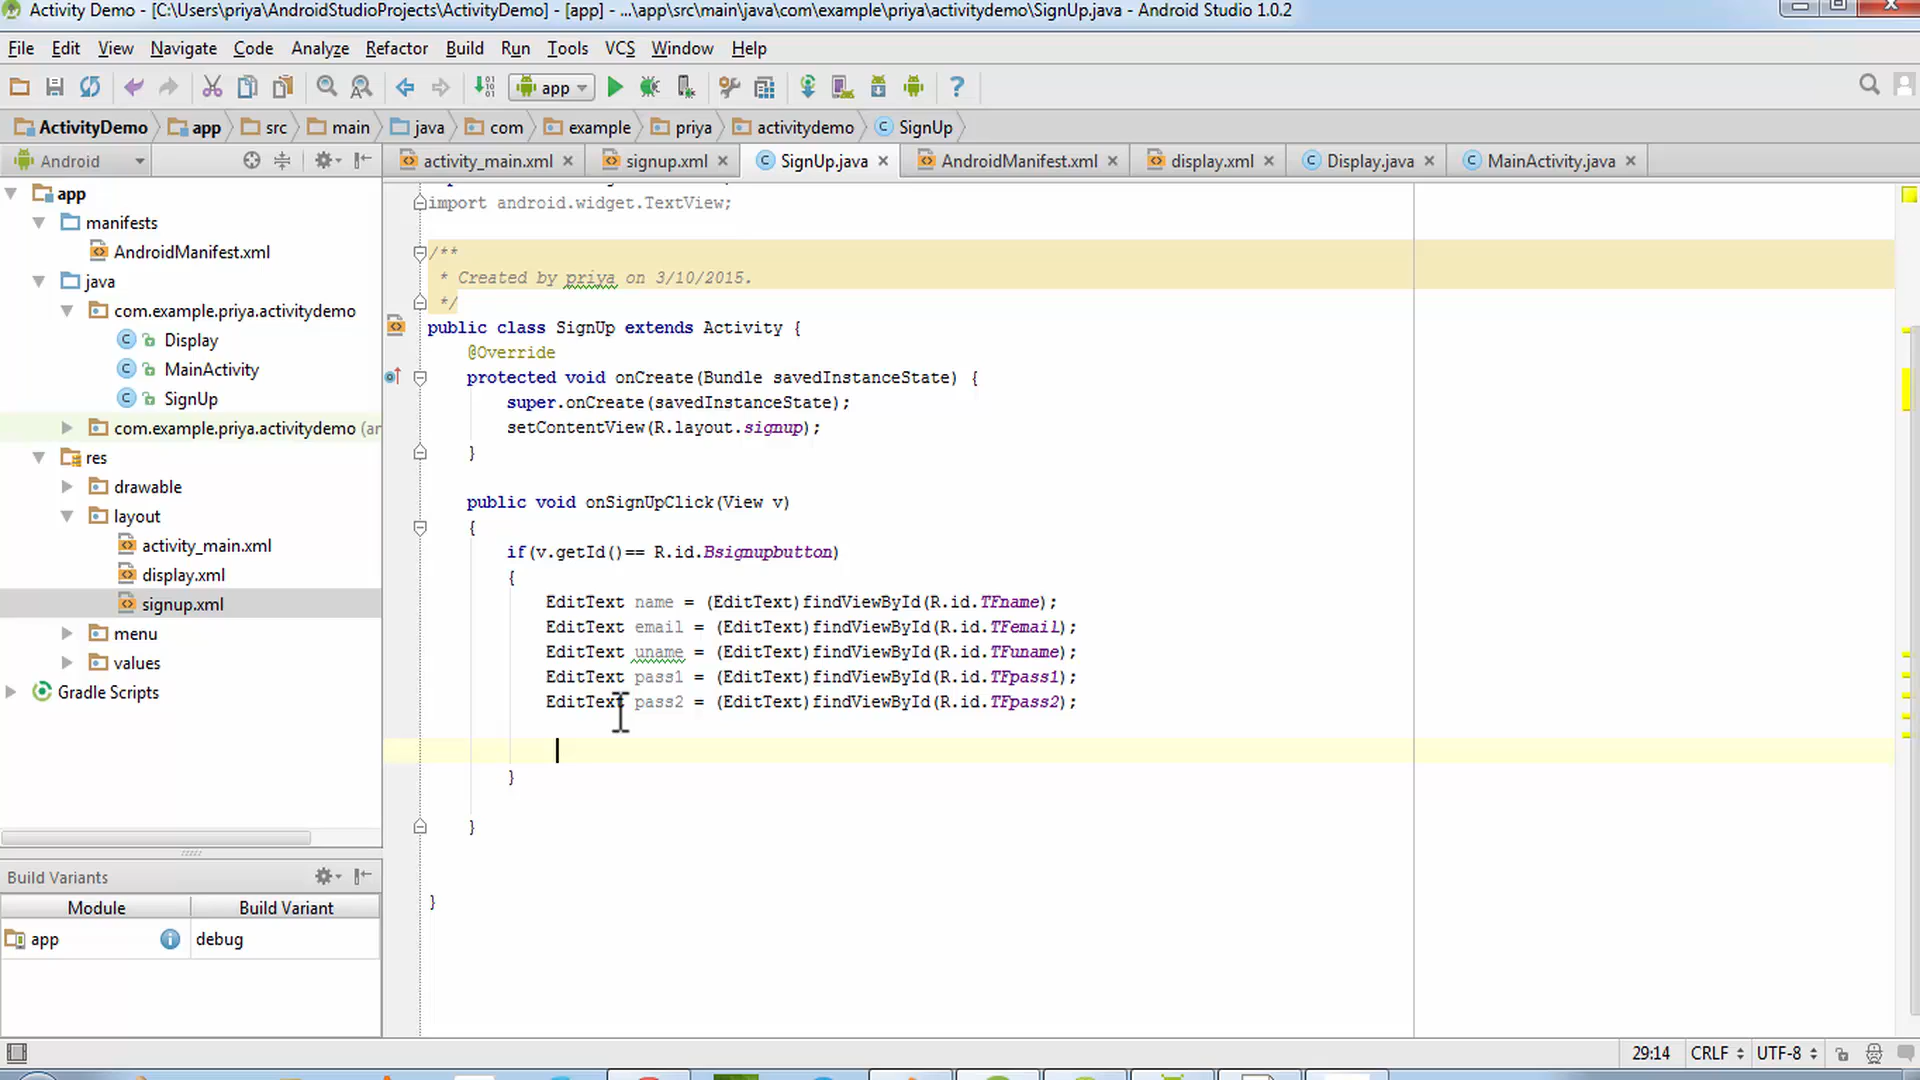 Activity Demo - [C:\Users\priya\AndroidStudioProjects\ActivityDemo] - [app] - ...\app\src\main\java\com\example\priya\activitydemo\SignUp.java - Android Studio 1.0.2
File Edit View Navigate Code Analyze Refactor Build Run Tools VCS Window Help
app
ActivityDemo app src main java com example priya activitydemo SignUp
Android
activity_main.xml signup.xml SignUp.java AndroidManifest.xml display.xml Display.java MainActivity.java
app
manifests
AndroidManifest.xml
java
com.example.priya.activitydemo
Display
MainActivity
SignUp
com.example.priya.activitydemo (ar
res
drawable
layout
activity_main.xml
display.xml
signup.xml
menu
values
Gradle Scripts
Build Variants
Module Build Variant
app debug
import android.widget.TextView;
/**
* Created by priya on 3/10/2015.
*/
public class SignUp extends Activity {
@Override
protected void onCreate(Bundle savedInstanceState) {
super.onCreate(savedInstanceState);
setContentView(R.layout.signup);
}
public void onSignUpClick(View v)
{
if(v.getId()== R.id.Bsignupbutton)
{
EditText name = (EditText)findViewById(R.id.TFname);
EditText email = (EditText)findViewById(R.id.TFemail);
EditText uname = (EditText)findViewById(R.id.TFuname);
EditText pass1 = (EditText)findViewById(R.id.TFpass1);
EditText pass2 = (EditText)findViewById(R.id.TFpass2);
}
}
}
29:14 CRLF UTF-8